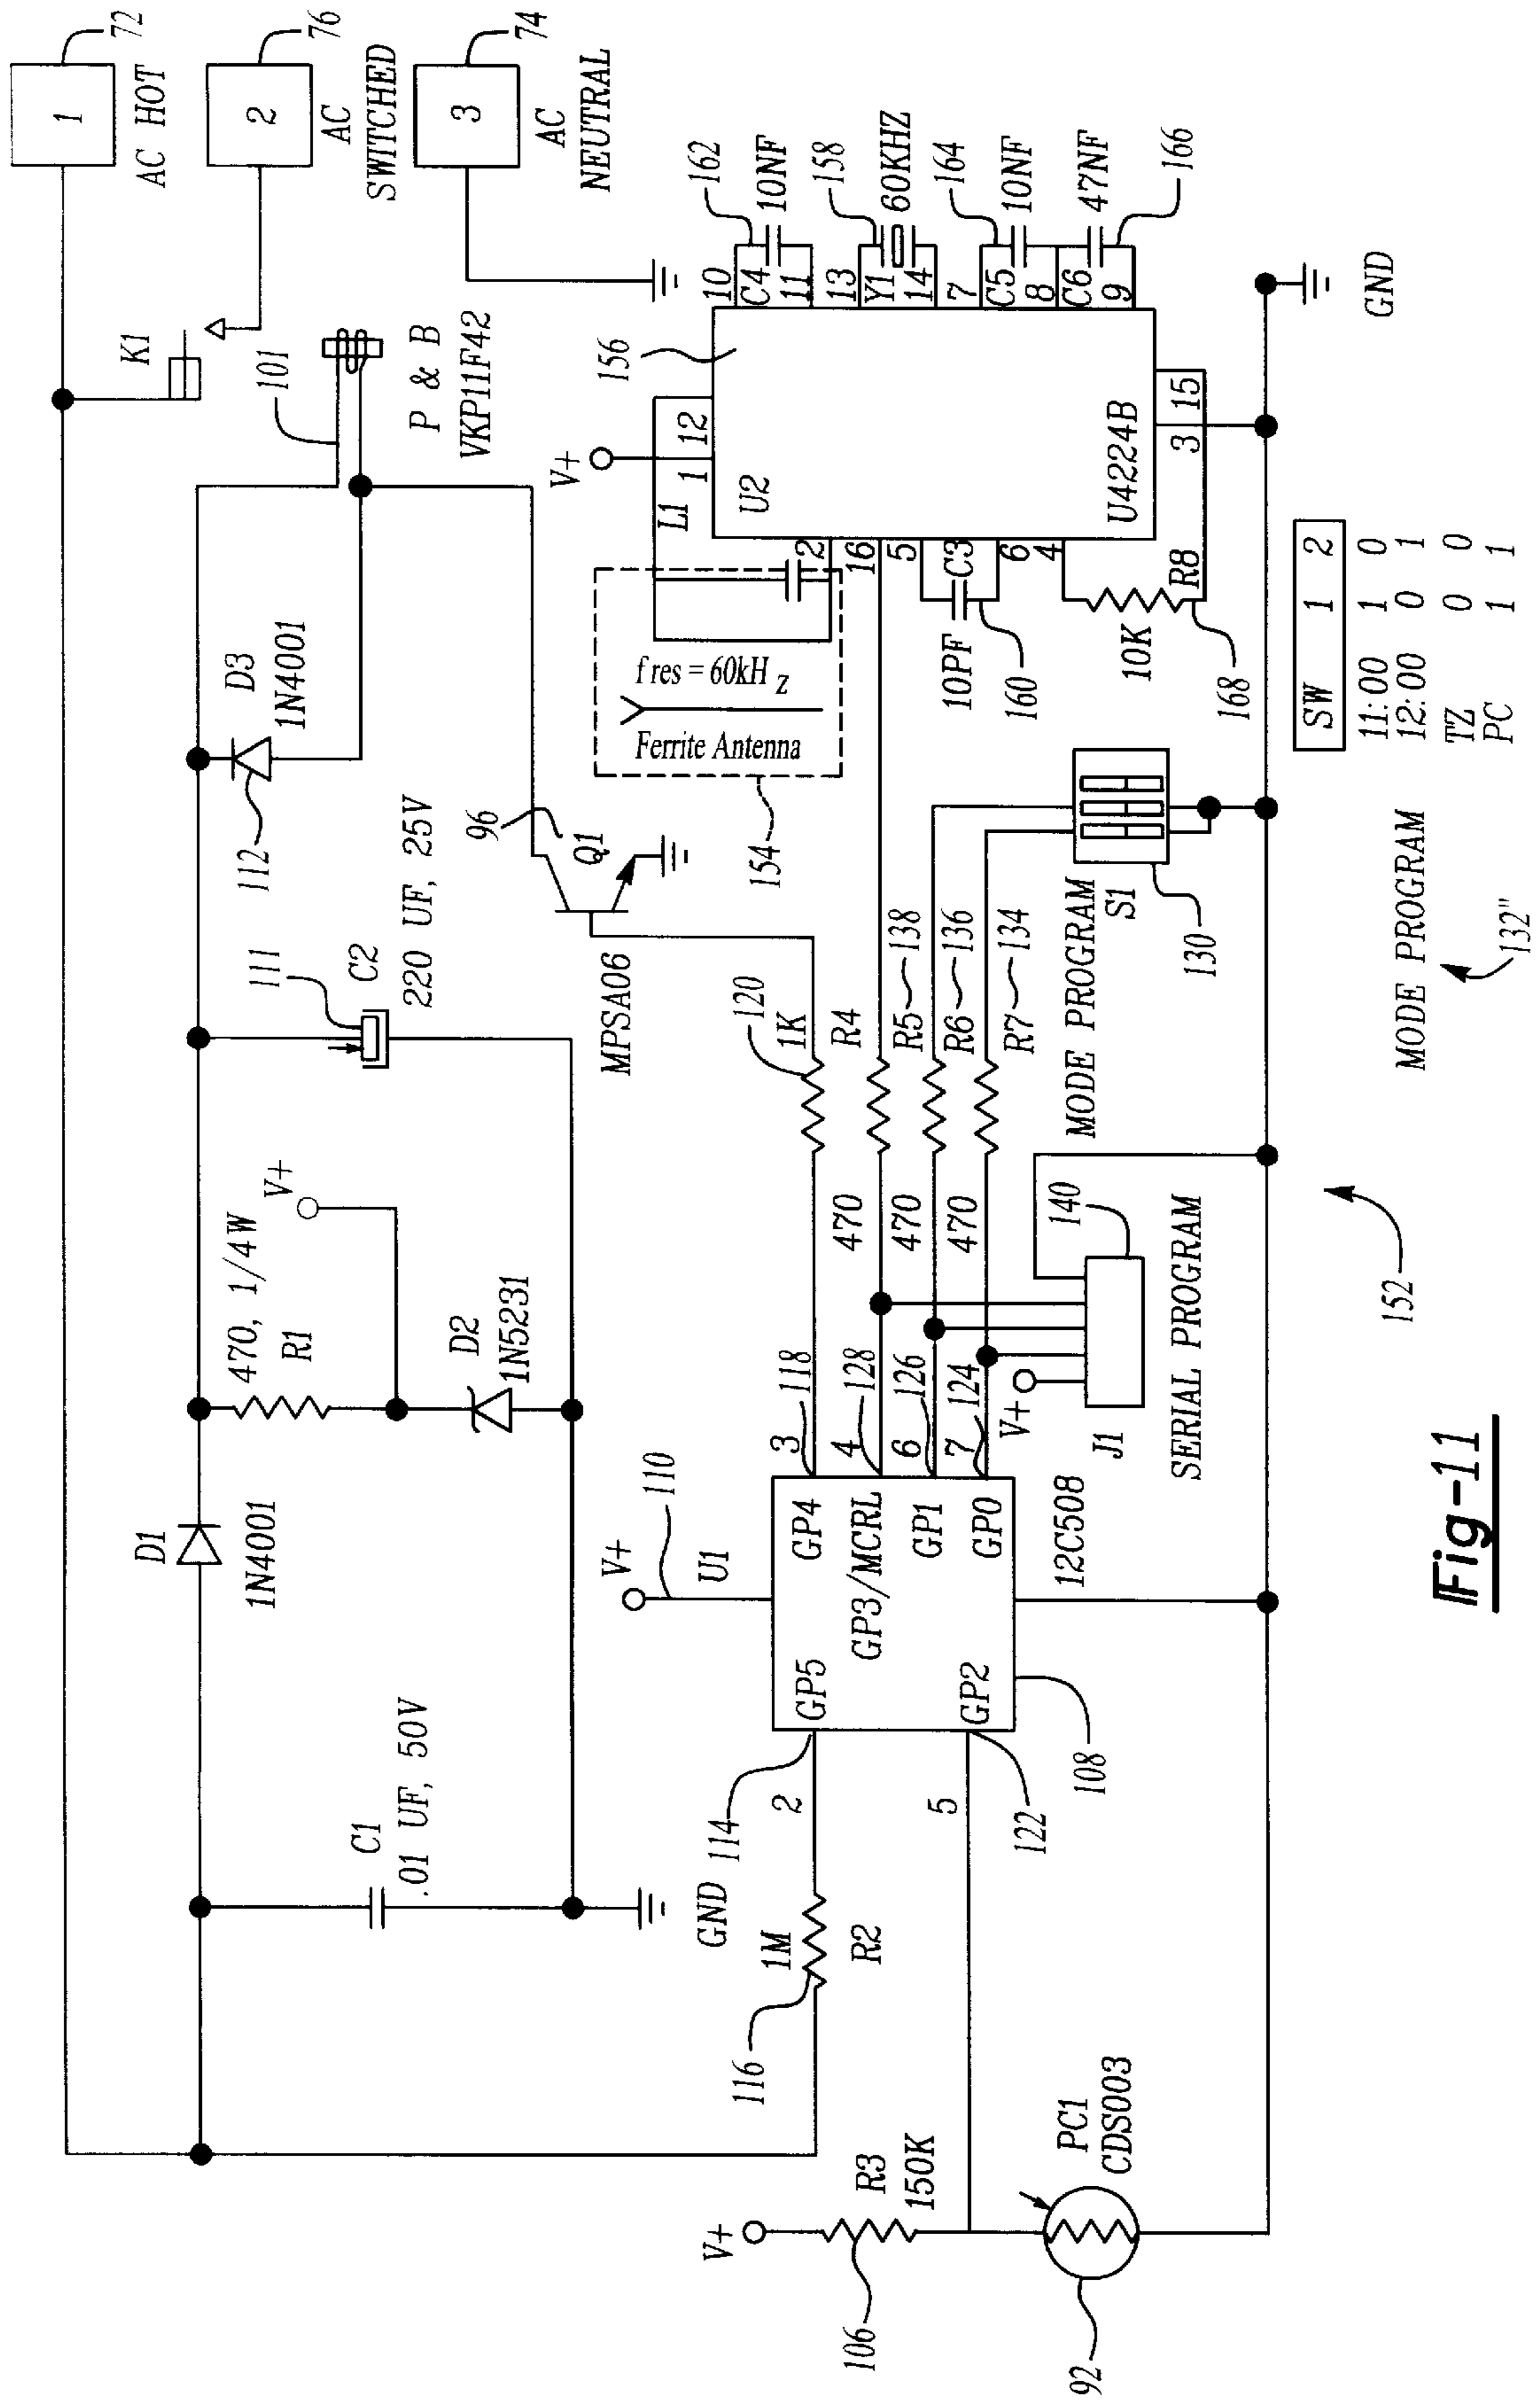 1
72
AC HOT
2
76
AC
SWITCHED
3
74
AC
NEUTRAL
K1
101
P & B
VKP11F42
D3
1N4001
112
111
C2
220 UF, 25V
V+
470, 1/4W
R1
D2
1N5231
D1
1N4001
C1
.01 UF, 50V
GND
96
Q1
MPSA06
V+
110
U1
GP5
GP4
GP3/MCRL
GP1
GP2
GP0
12C508
108
114
2
5
122
1M
R2
116
V+
R3
150K
106
PC1
CDS003
92
3
118
4
128
6
126
7
124
120
1K
R4
470
R5
138
470
R6
136
470
R7
134
V+
J1
140
SERIAL PROGRAM
MODE PROGRAM
S1
130
f res = 60kHz
Ferrite Antenna
154
L1
V+
1
12
U2
156
U4224B
2
16
5
C3
6
10PF
160
4
10K
R8
168
3
15
10
C4
11
162
10NF
13
Y1
14
158
60KHZ
7
C5
8
164
10NF
C6
9
47NF
166
GND
SW 1 2
11:00 1 0
12:00 0 1
TZ 0 0
PC 1 1
MODE PROGRAM
132"
152
Fig-11